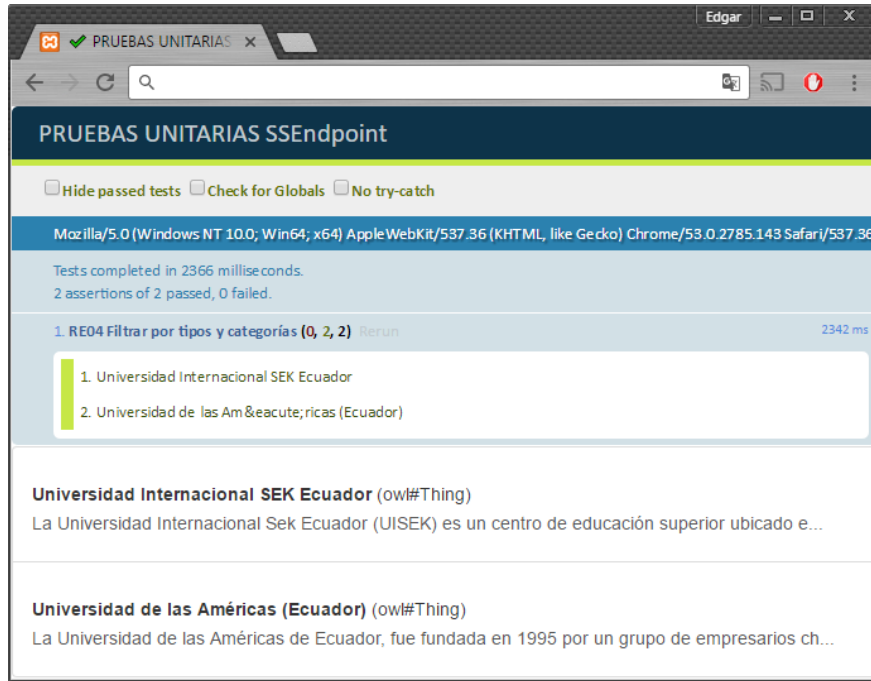 Edgar
PRUEBAS UNITARIAS
PRUEBAS UNITARIAS SSEndpoint
Hide passed tests Check for Globals No try-catch
Mozilla/5.0 (Windows NT 10.0; Win64; x64) AppleWebKit/537.36 (KHTML, like Gecko) Chrome/53.0.2785.143 Safari/537.36
Tests completed in 2366 milliseconds.
2 assertions of 2 passed, 0 failed.
1. RE04 Filtrar por tipos y categorías (0, 2, 2) Rerun 2342 ms
1. Universidad Internacional SEK Ecuador
2. Universidad de las Am&eacute;ricas (Ecuador)
Universidad Internacional SEK Ecuador (owl#Thing)
La Universidad Internacional Sek Ecuador (UISEK) es un centro de educación superior ubicado e...
Universidad de las Américas (Ecuador) (owl#Thing)
La Universidad de las Américas de Ecuador, fue fundada en 1995 por un grupo de empresarios ch...